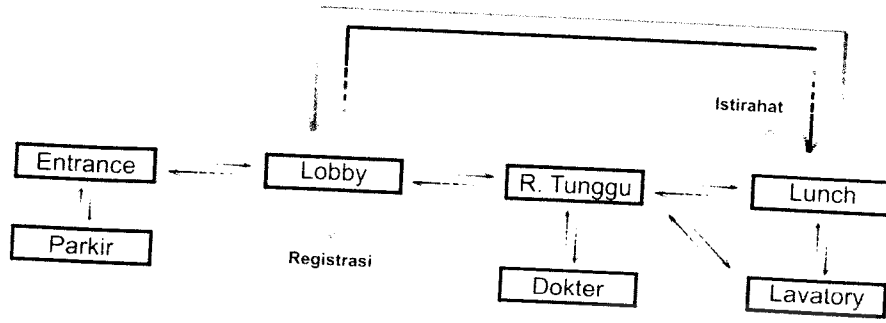 Istirahat
Entrance
Lobby
R. Tunggu
Lunch
Parkir
Registrasi
Dokter
Lavatory